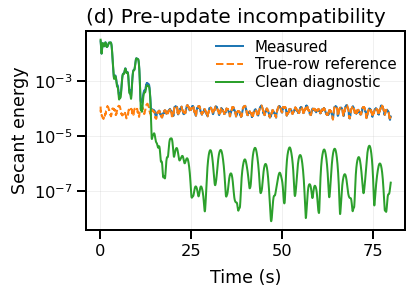 (d) Pre-update incompatibility
Measured
True-row reference
Clean diagnostic
Secant energy
10⁻³
10⁻⁵
10⁻⁷
0
25
50
75
Time (s)